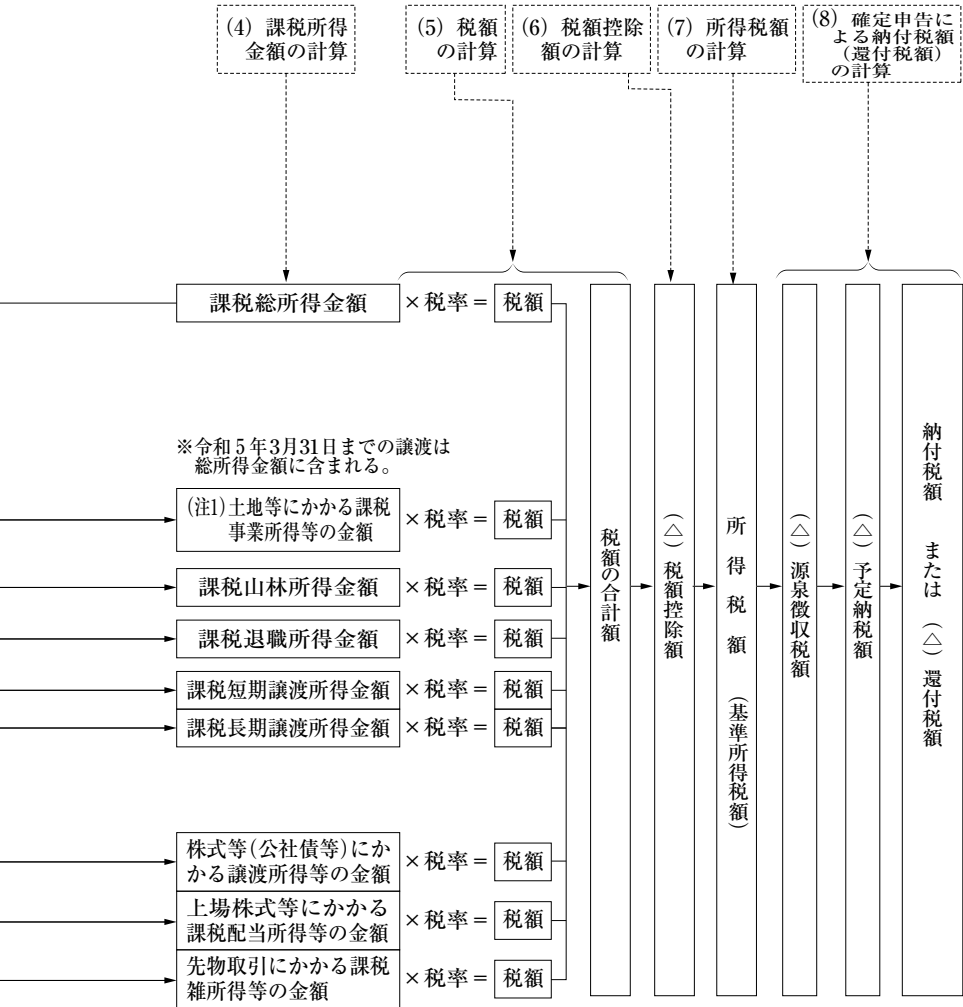 (4) 課税所得
金額の計算
(5) 税額
の計算
(6) 税額控除
額の計算
(7) 所得税額
の計算
(8) 確定申告に
よる納付税額
(還付税額)
の計算
課税総所得金額 ×税率＝ 税額
※令和5年3月31日までの譲渡は
総所得金額に含まれる。
(注1)土地等にかかる課税
事業所得等の金額 ×税率＝ 税額
課税山林所得金額 ×税率＝ 税額
課税退職所得金額 ×税率＝ 税額
課税短期譲渡所得金額 ×税率＝ 税額
課税長期譲渡所得金額 ×税率＝ 税額
株式等(公社債等)にか
かる譲渡所得等の金額 ×税率＝ 税額
上場株式等にかかる
課税配当所得等の金額 ×税率＝ 税額
先物取引にかかる課税
雑所得等の金額 ×税率＝ 税額
税額の合計額
(△)税額控除額
所得税額 (基準所得税額)
(△)源泉徴収税額
(△)予定納税額
納付税額 または (△)還付税額